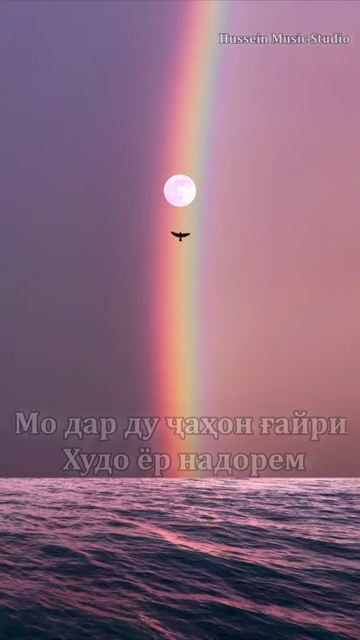 Hussein Music Studio
Мо дар ду ҷаҳон ғайри
Худо ёр надорем